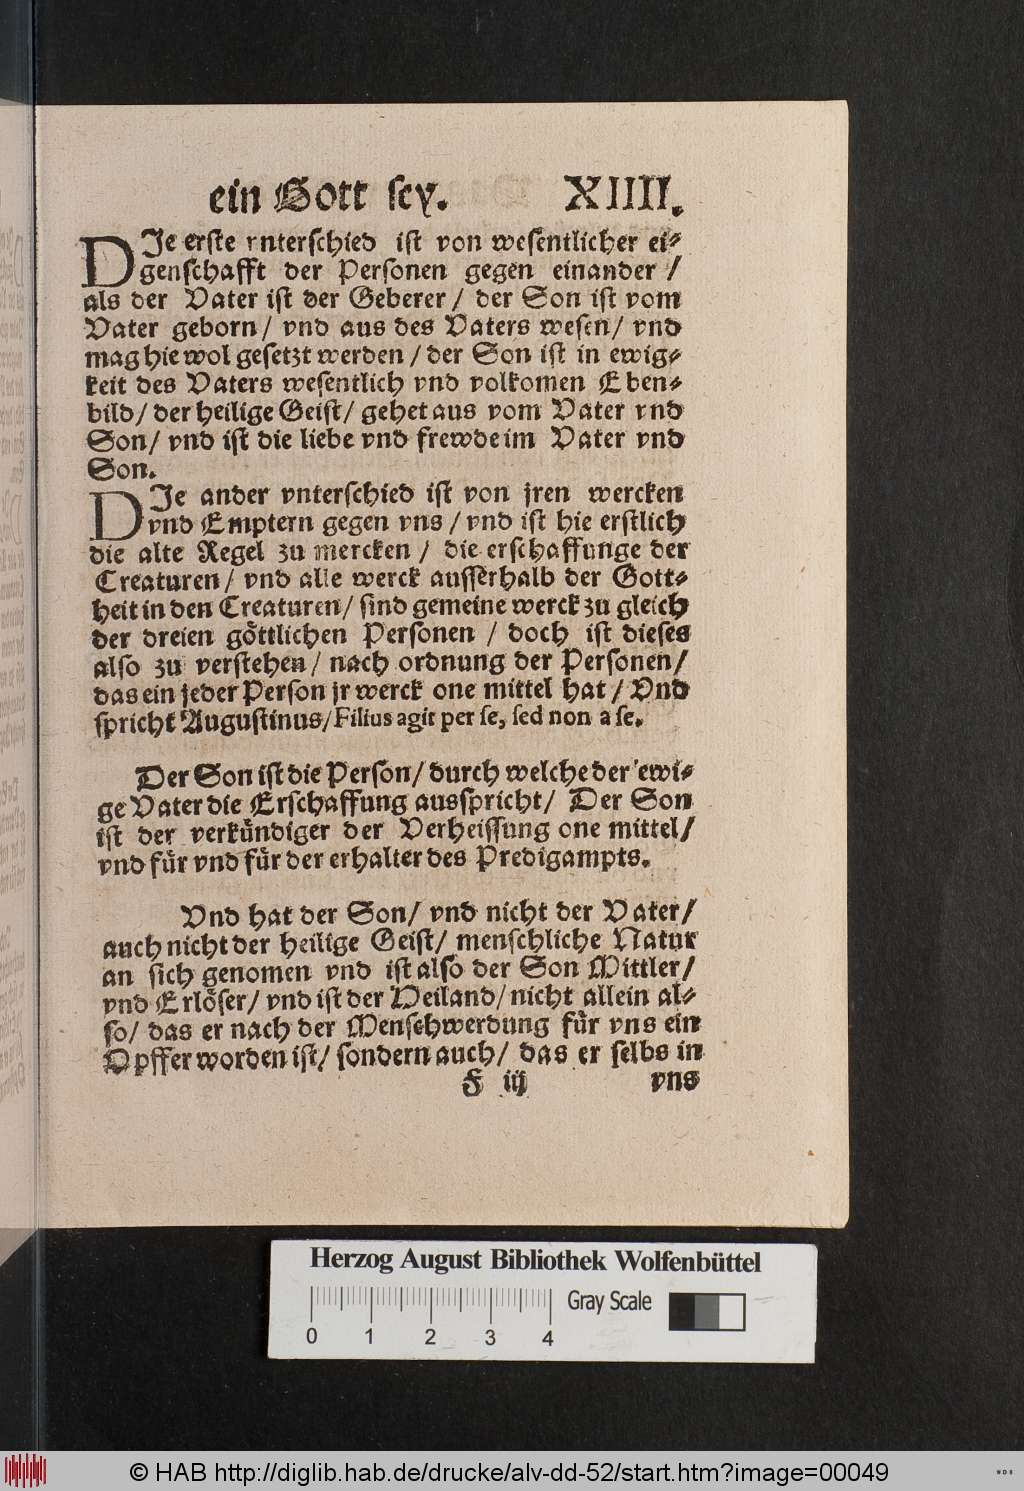 ein Gott sey. XIIII.
DIe erste vnterschied ist von wesentlicher ei-
genschafft der Personen gegen einander /
als der Vater ist der Geberer / der Son ist vom
Vater geborn / vnd aus des Vaters wesen / vnd
mag hie wol gesetzt werden / der Son ist in ewig-
keit des Vaters wesentlich vnd volkomen Eben-
bild / der heilige Geist / gehet aus vom Vater vnd
Son / vnd ist die liebe vnd frewde im Vater vnd
Son.
DIe ander vnterschied ist von jren wercken
vnd Emptern gegen vns / vnd ist hie erstlich
die alte Regel zu mercken / die erschaffunge der
Creaturen / vnd alle werck ausserhalb der Gott-
heit in den Creaturen / sind gemeine werck zu gleich
der dreien göttlichen Personen / doch ist dieses
also zu verstehen / nach ordnung der Personen /
das ein jeder Person jr werck one mittel hat / Vnd
spricht Augustinus / Filius agit per se, sed non a se.
Der Son ist die Person / durch welche der ewi-
ge Vater die Erschaffung ausspricht / Der Son
ist der verkündiger der Verheissung one mittel /
vnd für vnd für der erhalter des Predigampts.
Vnd hat der Son / vnd nicht der Vater /
auch nicht der heilige Geist / menschliche Natur
an sich genomen vnd ist also der Son Mittler /
vnd Erlöser / vnd ist der Heiland / nicht allein al-
so / das er nach der Menschwerdung für vns ein
Opffer worden ist / sondern auch / das er selbs in
F iij vns
Herzog August Bibliothek Wolfenbüttel
Gray Scale
0 1 2 3 4
© HAB http://diglib.hab.de/drucke/alv-dd-52/start.htm?image=00049